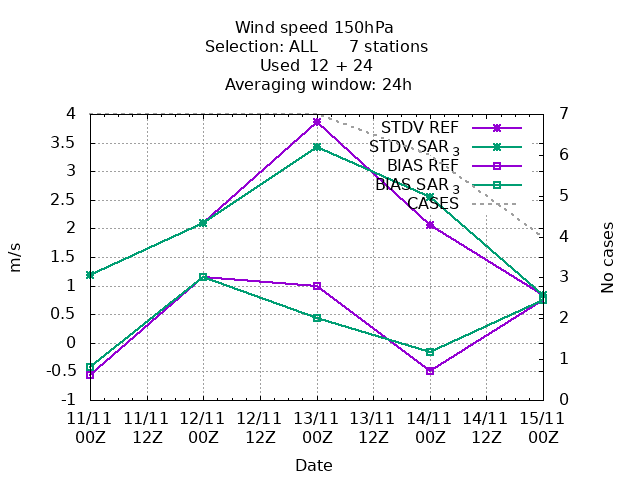 Wind speed 150hPa
Selection: ALL      7 stations
Used  12 + 24
Averaging window: 24h
4
3.5
3
2.5
2
1.5
1
0.5
0
-0.5
-1
m/s
7
6
5
4
3
2
1
0
No cases
STDV REF
STDV SAR 3
BIAS REF
BIAS SAR 3
CASES
11/11 11/11 12/11 12/11 13/11 13/11 14/11 14/11 15/11
00Z 12Z 00Z 12Z 00Z 12Z 00Z 12Z 00Z
Date